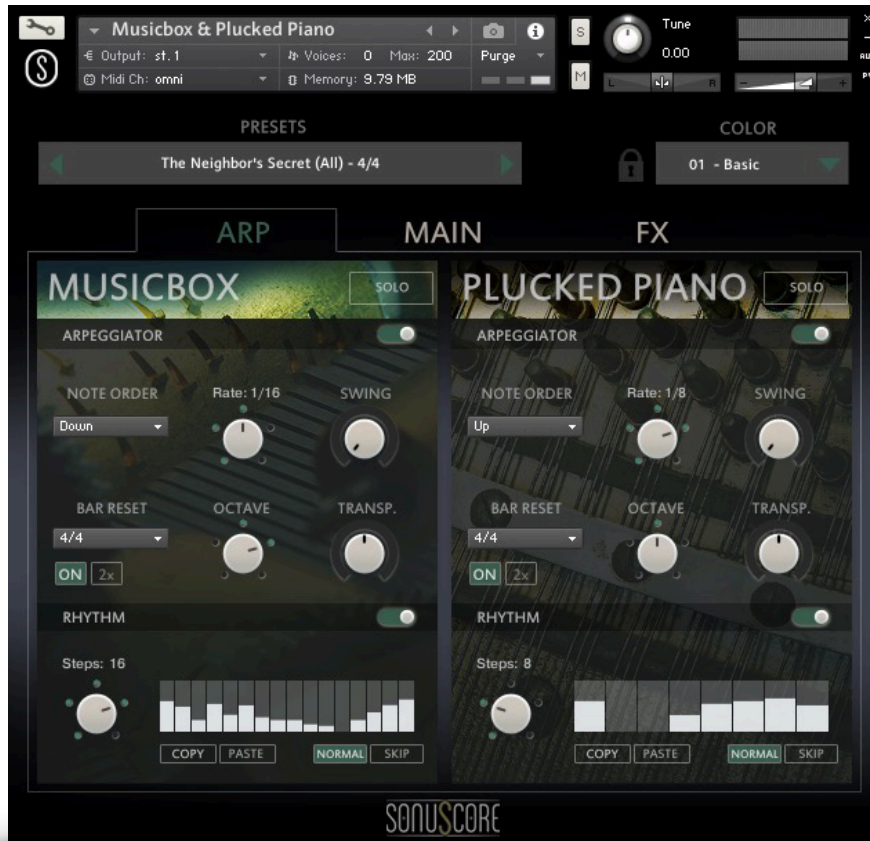 Musicbox & Plucked Piano
Output: st. 1 Voices: 0 Max: 200 Purge
Midi Ch: omni Memory: 9.79 MB
S
M
Tune
0.00
L R - +
PRESETS COLOR
The Neighbor's Secret (All) - 4/4 01 - Basic
ARP MAIN FX
MUSICBOX SOLO PLUCKED PIANO SOLO
ARPEGGIATOR ARPEGGIATOR
NOTE ORDER Rate: 1/16 SWING NOTE ORDER Rate: 1/8 SWING
Down Up
BAR RESET OCTAVE TRANSP. BAR RESET OCTAVE TRANSP.
4/4 4/4
ON 2x ON 2x
RHYTHM RHYTHM
Steps: 16 Steps: 8
COPY PASTE NORMAL SKIP COPY PASTE NORMAL SKIP
SONUSCORE